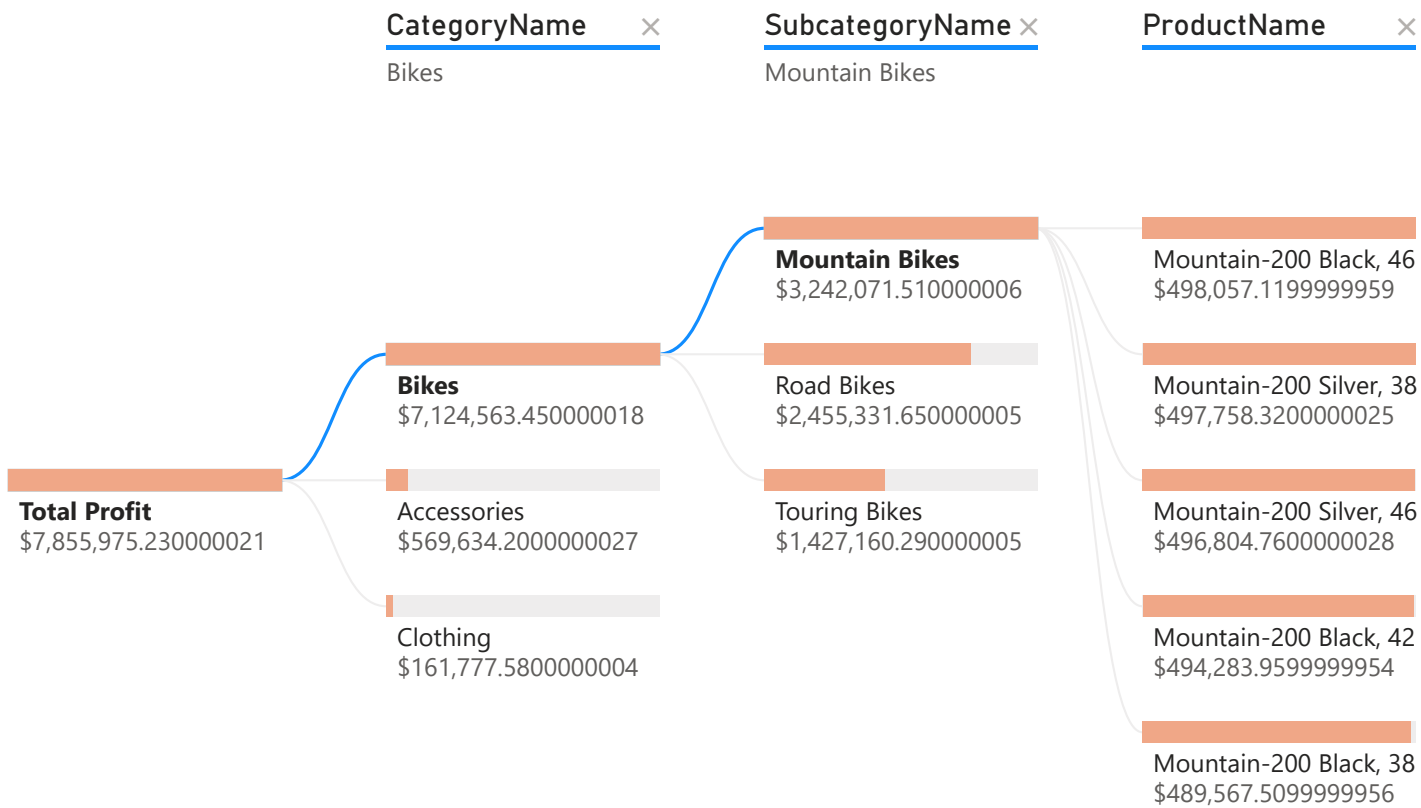 CategoryName
SubcategoryName
ProductName
Bikes
Mountain Bikes
Mountain Bikes
$3,242,071.510000006
Mountain-200 Black, 46
$498,057.1199999959
Bikes
$7,124,563.450000018
Road Bikes
$2,455,331.650000005
Mountain-200 Silver, 38
$497,758.3200000025
Total Profit
$7,855,975.230000021
Accessories
$569,634.2000000027
Touring Bikes
$1,427,160.290000005
Mountain-200 Silver, 46
$496,804.7600000028
Clothing
$161,777.5800000004
Mountain-200 Black, 42
$494,283.9599999954
Mountain-200 Black, 38
$489,567.5099999956